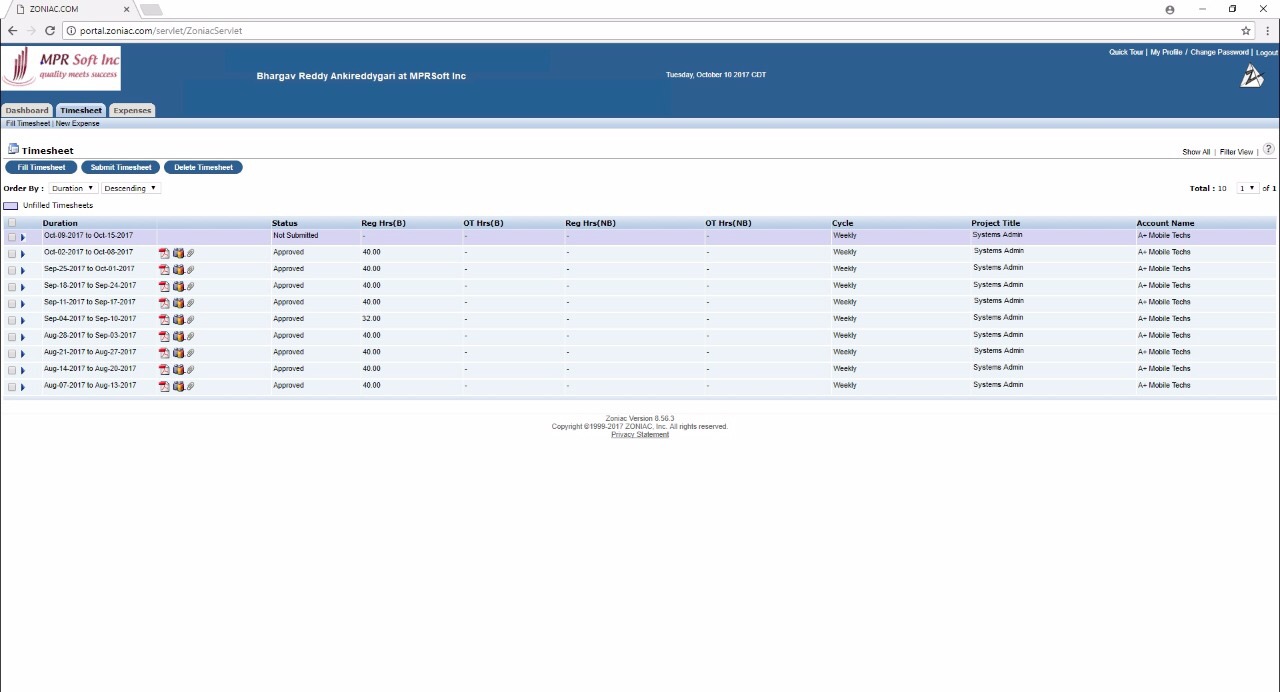 ZONIAC.COM
portal.zoniac.com/servlet/ZoniacServlet
MPR Soft Inc
quality meets success
Bhargav Reddy Ankireddygari at MPRSoft Inc
Tuesday, October 10 2017 CDT
Quick Tour | My Profile / Change Password | Logout
Dashboard Timesheet Expenses
Fill Timesheet | New Expense
Timesheet
Show All | Filter View | ?
Fill Timesheet Submit Timesheet Delete Timesheet
Order By : Duration Descending Total : 10 1 of 1
Unfilled Timesheets
Duration Status Reg Hrs(B) OT Hrs(B) Reg Hrs(NB) OT Hrs(NB) Cycle Project Title Account Name
Oct-09-2017 to Oct-15-2017 Not Submitted - - - - Weekly Systems Admin A+ Mobile Techs
Oct-02-2017 to Oct-08-2017 Approved 40.00 - - - Weekly Systems Admin A+ Mobile Techs
Sep-25-2017 to Oct-01-2017 Approved 40.00 - - - Weekly Systems Admin A+ Mobile Techs
Sep-18-2017 to Sep-24-2017 Approved 40.00 - - - Weekly Systems Admin A+ Mobile Techs
Sep-11-2017 to Sep-17-2017 Approved 40.00 - - - Weekly Systems Admin A+ Mobile Techs
Sep-04-2017 to Sep-10-2017 Approved 32.00 - - - Weekly Systems Admin A+ Mobile Techs
Aug-28-2017 to Sep-03-2017 Approved 40.00 - - - Weekly Systems Admin A+ Mobile Techs
Aug-21-2017 to Aug-27-2017 Approved 40.00 - - - Weekly Systems Admin A+ Mobile Techs
Aug-14-2017 to Aug-20-2017 Approved 40.00 - - - Weekly Systems Admin A+ Mobile Techs
Aug-07-2017 to Aug-13-2017 Approved 40.00 - - - Weekly Systems Admin A+ Mobile Techs
Zoniac Version 8.56.3
Copyright ©1999-2017 ZONIAC, Inc. All rights reserved.
Privacy Statement